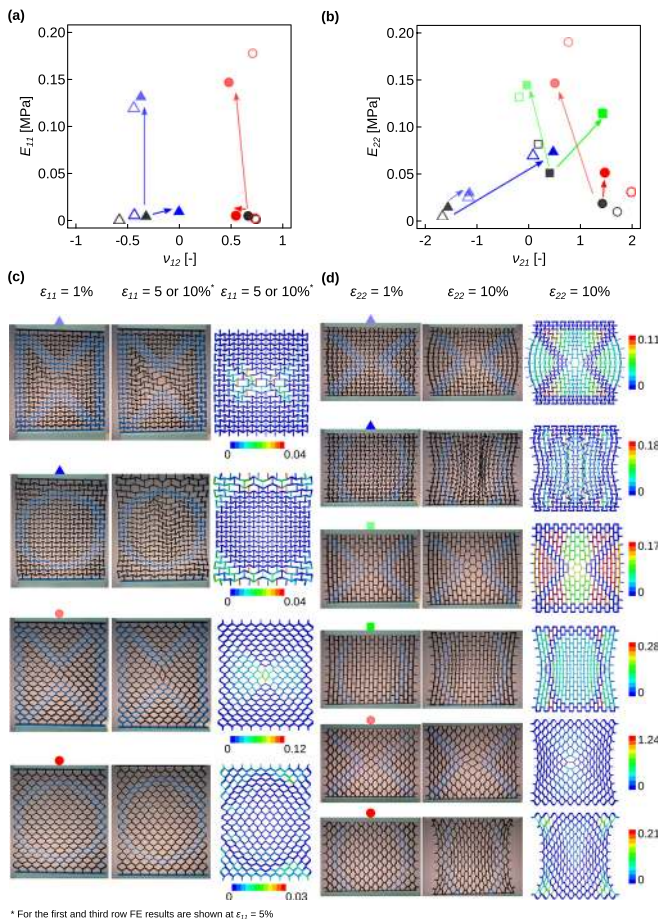 (a)
(b)
0.20
0.15
0.10
0.05
0
E11 [MPa]
-1 -0.5 0 0.5 1
ν12 [-]
0.20
0.15
0.10
0.05
0
E22 [MPa]
-2 -1 0 1 2
ν21 [-]
(c)
ε11 = 1% ε11 = 5 or 10%* ε11 = 5 or 10%*
0 0.04
0 0.04
0 0.12
0 0.03
(d)
ε22 = 1% ε22 = 10% ε22 = 10%
0.11
0
0.18
0
0.17
0
0.28
0
1.24
0
0.21
0
* For the first and third row FE results are shown at ε11 = 5%